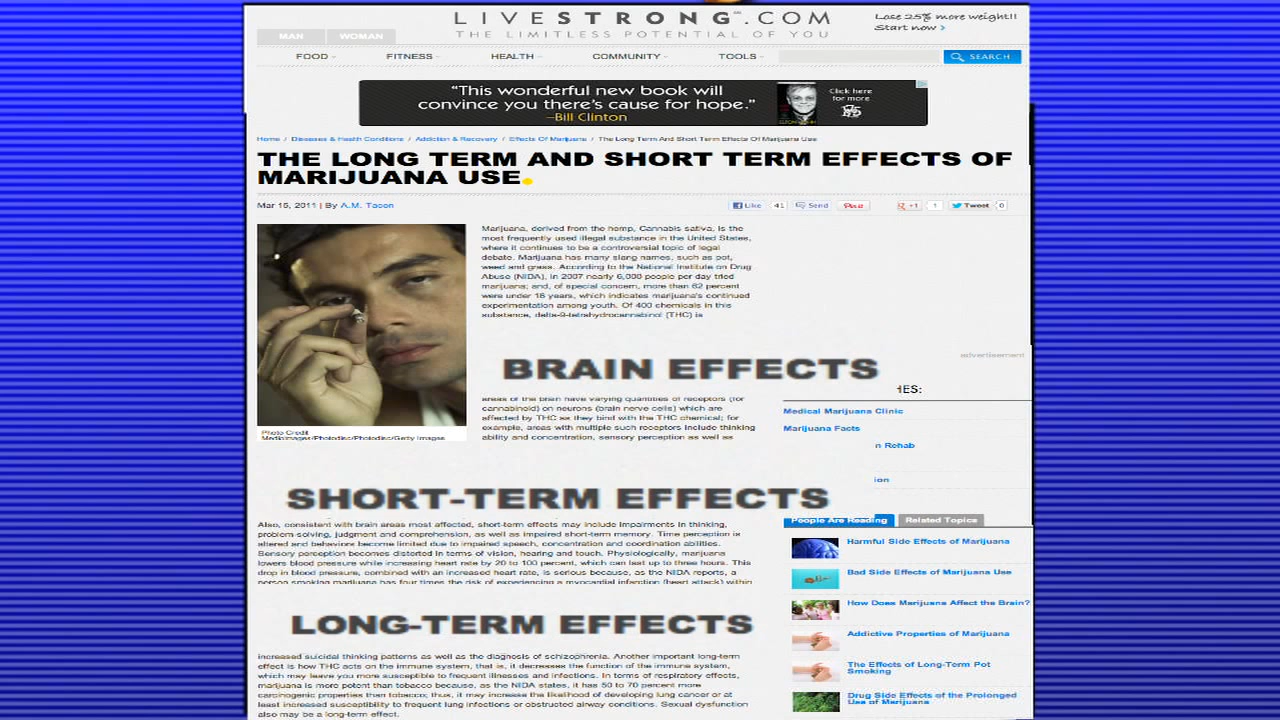 LIVESTRONG.COM
THE LIMITLESS POTENTIAL OF YOU
Lose 25% more weight!!
Start now >
MAN WOMAN
FOOD FITNESS HEALTH COMMUNITY TOOLS SEARCH
“This wonderful new book will
convince you there’s cause for hope.”
–Bill Clinton
Click here
for more
Home / Diseases & Health Conditions / Addiction & Recovery / Effects Of Marijuana / The Long Term And Short Term Effects Of Marijuana Use
THE LONG TERM AND SHORT TERM EFFECTS OF
MARIJUANA USE.
Mar 15, 2011 | By A.M. Tacon
Like 41 Send Pin it +1 1 Tweet 0
Marijuana, derived from the hemp, Cannabis sativa, is the
most frequently used illegal substance in the United States,
where it continues to be a controversial topic of legal
debate. Marijuana has many slang names, such as pot,
weed and grass. According to the National Institute on Drug
Abuse (NIDA), in 2007 nearly 6,000 people per day tried
marijuana; and, of special concern, more than 62 percent
were under 18 years, which indicates marijuana's continued
experimentation among youth. Of 400 chemicals in this
substance, delta-9-tetrahydrocannabinol (THC) is
Photo Credit
Medioimages/Photodisc/Photodisc/Getty Images
BRAIN EFFECTS
areas of the brain have varying quantities of receptors (for
cannabinoid) on neurons (brain nerve cells) which are
affected by THC as they bind with the THC chemical; for
example, areas with multiple such receptors include thinking
ability and concentration, sensory perception as well as
SHORT-TERM EFFECTS
Also, consistent with brain areas most affected, short-term effects may include impairments in thinking,
problem-solving, judgment and comprehension, as well as impaired short-term memory. Time perception is
altered and behaviors become limited due to impaired speech, concentration and coordination abilities.
Sensory perception becomes distorted in terms of vision, hearing and touch. Physiologically, marijuana
lowers blood pressure while increasing heart rate by 20 to 100 percent, which can last up to three hours. This
drop in blood pressure, combined with an increased heart rate, is serious because, as the NIDA reports, a
person smoking marijuana has four times the risk of experiencing a myocardial infarction (heart attack) within
LONG-TERM EFFECTS
increased suicidal thinking patterns as well as the diagnosis of schizophrenia. Another important long-term
effect is how THC acts on the immune system, that is, it decreases the function of the immune system,
which may leave you more susceptible to frequent illnesses and infections. In terms of respiratory effects,
marijuana is more potent than tobacco because, as the NIDA states, it has 50 to 70 percent more
carcinogenic properties than tobacco; thus, it may increase the likelihood of developing lung cancer or at
least increased susceptibility to frequent lung infections or obstructed airway conditions. Sexual dysfunction
also may be a long-term effect.
advertisement
IES:
Medical Marijuana Clinic
Marijuana Facts
n Rehab
ion
People Are Reading Related Topics
Harmful Side Effects of Marijuana
Bad Side Effects of Marijuana Use
How Does Marijuana Affect the Brain?
Addictive Properties of Marijuana
The Effects of Long-Term Pot
Smoking
Drug Side Effects of the Prolonged
Use of Marijuana